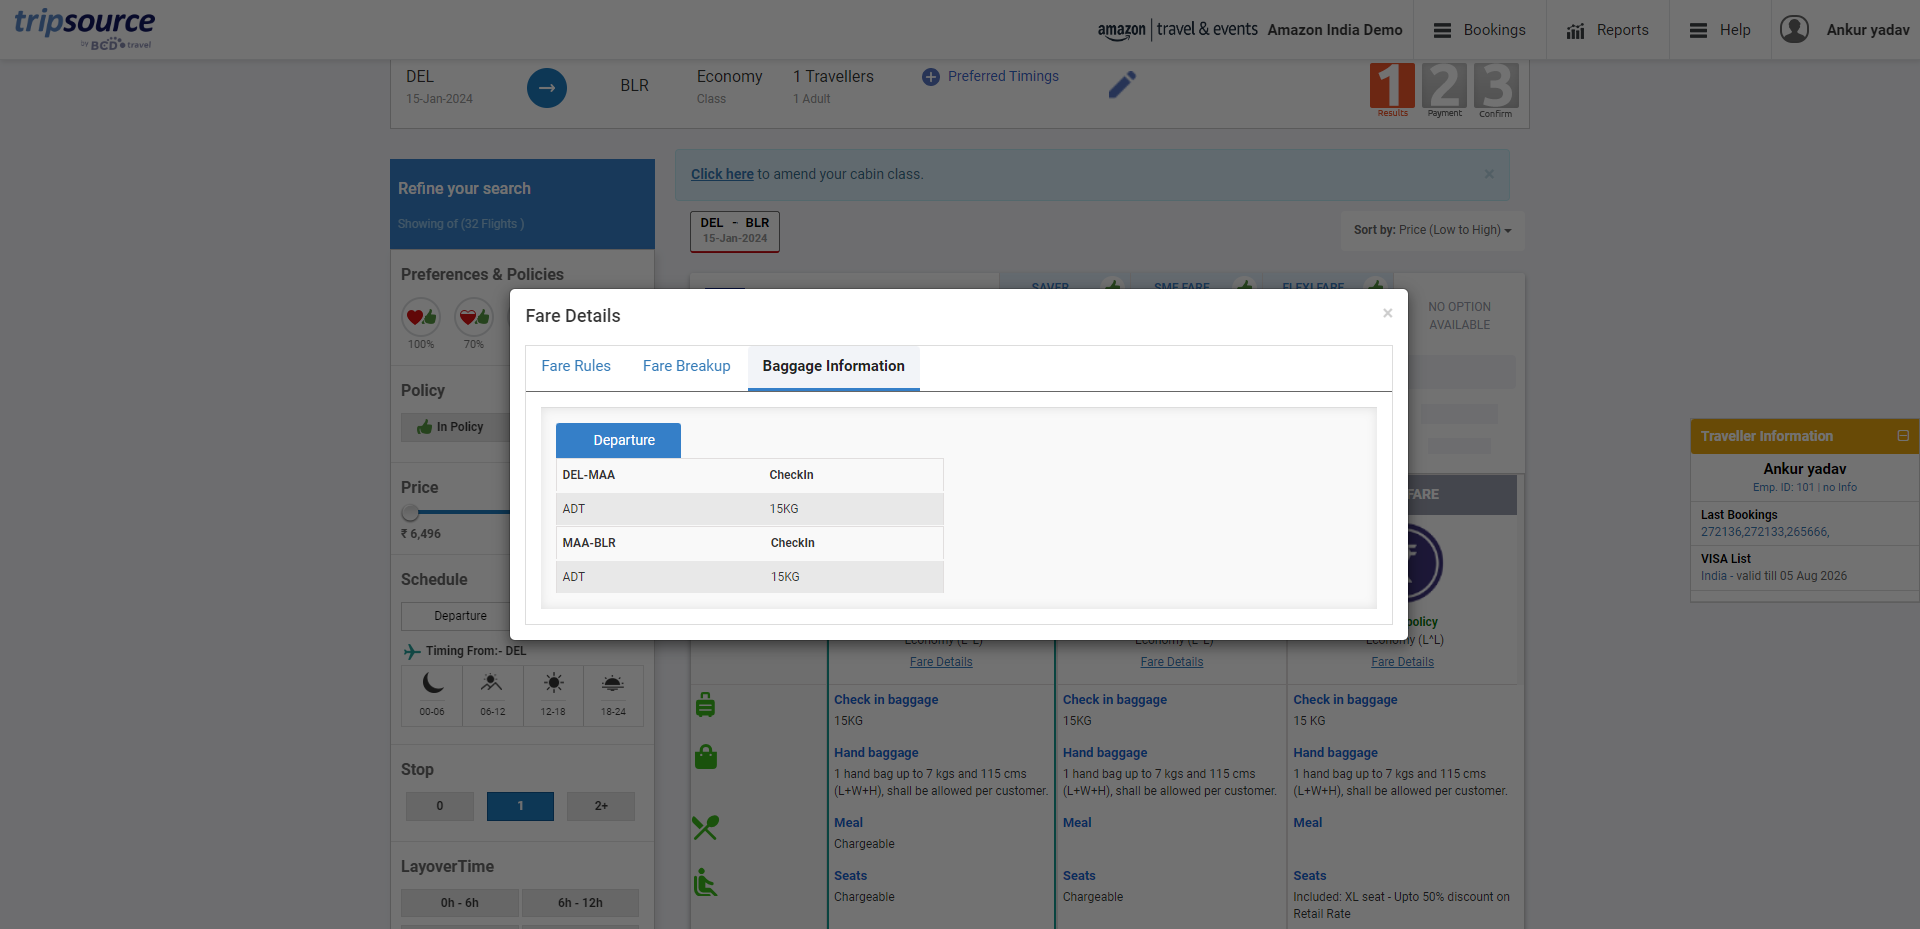 tripsource
by BCD travel
amazon | travel & events Amazon India Demo
Bookings
Reports
Help
Ankur yadav
DEL
15-Jan-2024
BLR
Economy
Class
1 Travellers
1 Adult
Preferred Timings
1 2 3
Results Payment Confirm
Refine your search
Showing of (32 Flights )
Click here to amend your cabin class.
×
DEL - BLR
15-Jan-2024
Sort by: Price (Low to High)
Preferences & Policies
100% 70%
Policy
In Policy
Price
₹ 6,496
Schedule
Departure
Timing From:- DEL
00-06 06-12 12-18 18-24
Stop
0 1 2+
LayoverTime
0h - 6h 6h - 12h
SAVER SME FARE FLEXI FARE
NO OPTION
AVAILABLE
Fare Details
×
Fare Rules Fare Breakup Baggage Information
Departure
DEL-MAA CheckIn
ADT 15KG
MAA-BLR CheckIn
ADT 15KG
FARE
policy
Economy (L^L) Economy (L^L) Economy (L^L)
Fare Details Fare Details Fare Details
Check in baggage
15KG
Hand baggage
1 hand bag up to 7 kgs and 115 cms
(L+W+H), shall be allowed per customer.
Meal
Chargeable
Seats
Chargeable
Check in baggage
15KG
Hand baggage
1 hand bag up to 7 kgs and 115 cms
(L+W+H), shall be allowed per customer.
Meal
Seats
Chargeable
Check in baggage
15 KG
Hand baggage
1 hand bag up to 7 kgs and 115 cms
(L+W+H), shall be allowed per customer.
Meal
Seats
Included: XL seat - Upto 50% discount on
Retail Rate
Traveller Information
Ankur yadav
Emp. ID: 101 | no Info
Last Bookings
272136,272133,265666,
VISA List
India - valid till 05 Aug 2026